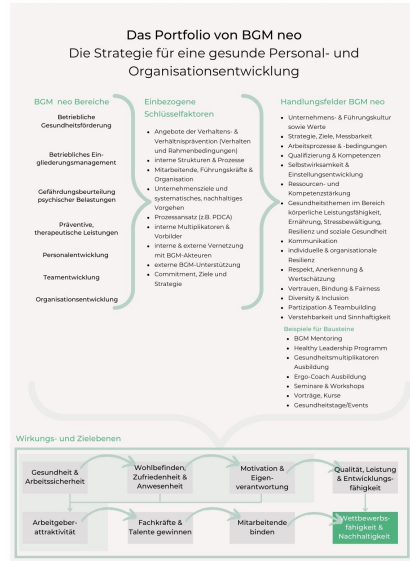 Das Portfolio von BGM neo
Die Strategie für eine gesunde Personal- und
Organisationsentwicklung
BGM neo Bereiche
Betriebliche
Gesundheitsförderung
Betriebliches Ein-
gliederungsmanagement
Gefährdungsbeurteilung
psychischer Belastungen
Präventive,
therapeutische Leistungen
Personalentwicklung
Teamentwicklung
Organisationsentwicklung
Einbezogene
Schlüsselfaktoren
• Angebote der Verhaltens- &
Verhältnisprävention (Verhalten
und Rahmenbedingungen)
• interne Strukturen & Prozesse
• Mitarbeitende, Führungskräfte &
Organisation
• Unternehmensziele und
systematisches, nachhaltiges
Vorgehen
• Prozessansatz (z.B. PDCA)
• interne Multiplikatoren &
Vorbilder
• interne & externe Vernetzung
mit BGM-Akteuren
• externe BGM-Unterstützung
• Commitment, Ziele und
Strategie
Handlungsfelder BGM neo
• Unternehmens- & Führungskultur
sowie Werte
• Strategie, Ziele, Messbarkeit
• Arbeitsprozesse & -bedingungen
• Qualifizierung & Kompetenzen
• Selbstwirksamkeit &
Einstellungsentwicklung
• Ressourcen- und
Kompetenzstärkung
• Gesundheitsthemen im Bereich
körperliche Leistungsfähigkeit,
Ernährung, Stressbewältigung,
Resilienz und soziale Gesundheit
• Kommunikation
• individuelle & organisationale
Resilienz
• Respekt, Anerkennung &
Wertschätzung
• Vertrauen, Bindung & Fairness
• Diversity & Inclusion
• Partizipation & Teambuilding
• Verstehbarkeit und Sinnhaftigkeit
Beispiele für Bausteine
• BGM Mentoring
• Healthy Leadership Programm
• Gesundheitsmultiplikatoren
Ausbildung
• Ergo-Coach Ausbildung
• Seminare & Workshops
• Vorträge, Kurse
• Gesundheitstage/Events
Wirkungs- und Zielebenen
Gesundheit &
Arbeitssicherheit
Wohlbefinden,
Zufriedenheit &
Anwesenheit
Motivation &
Eigen-
verantwortung
Qualität, Leistung
& Entwicklungs-
fähigkeit
Arbeitgeber-
attraktivität
Fachkräfte &
Talente gewinnen
Mitarbeitende
binden
Wettbewerbs-
fähigkeit &
Nachhaltigkeit